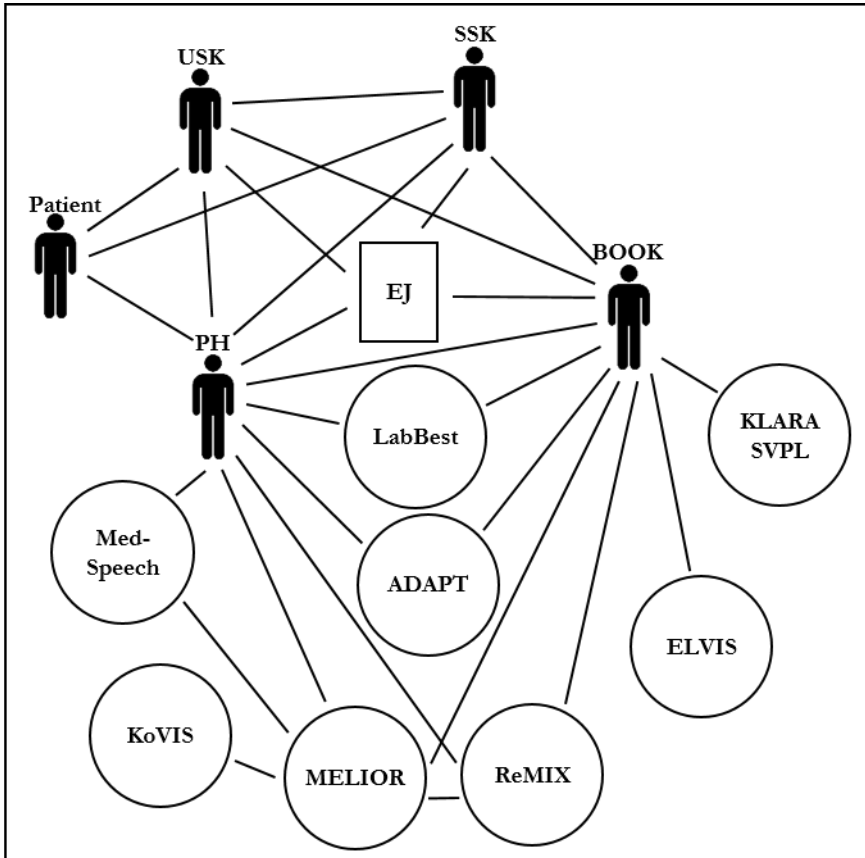 SSK
USK
Patient
BOOK
EJ
PH
LabBest
KLARA
SVPL
Med-
Speech
ADAPT
ELVIS
KoVIS
MELIOR
ReMIX